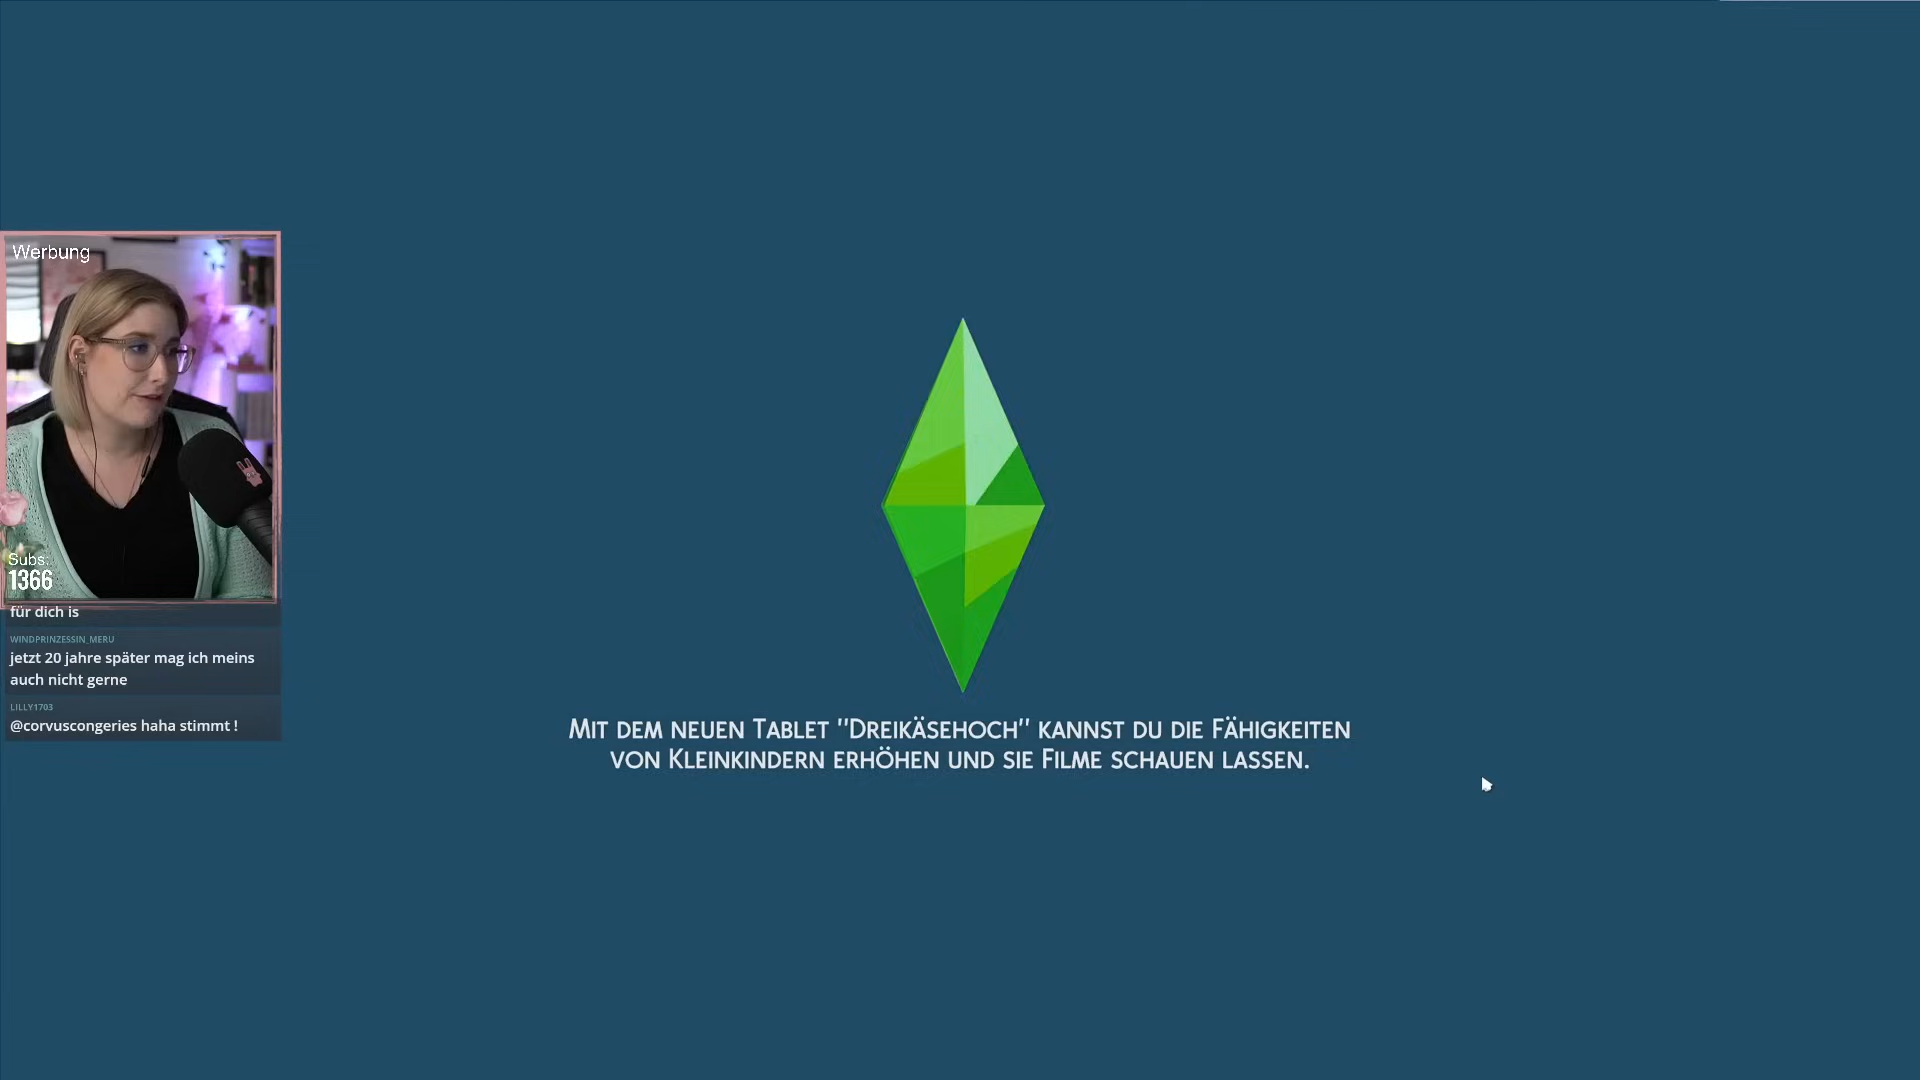 Werbung
Subs:
1366
für dich is
WINDPRINZESSIN_MERU
jetzt 20 jahre später mag ich meins
auch nicht gerne
LILLY1703
@corvuscongeries haha stimmt !
Mit dem neuen Tablet "Dreikäsehoch" kannst du die Fähigkeiten
von Kleinkindern erhöhen und sie Filme schauen lassen.